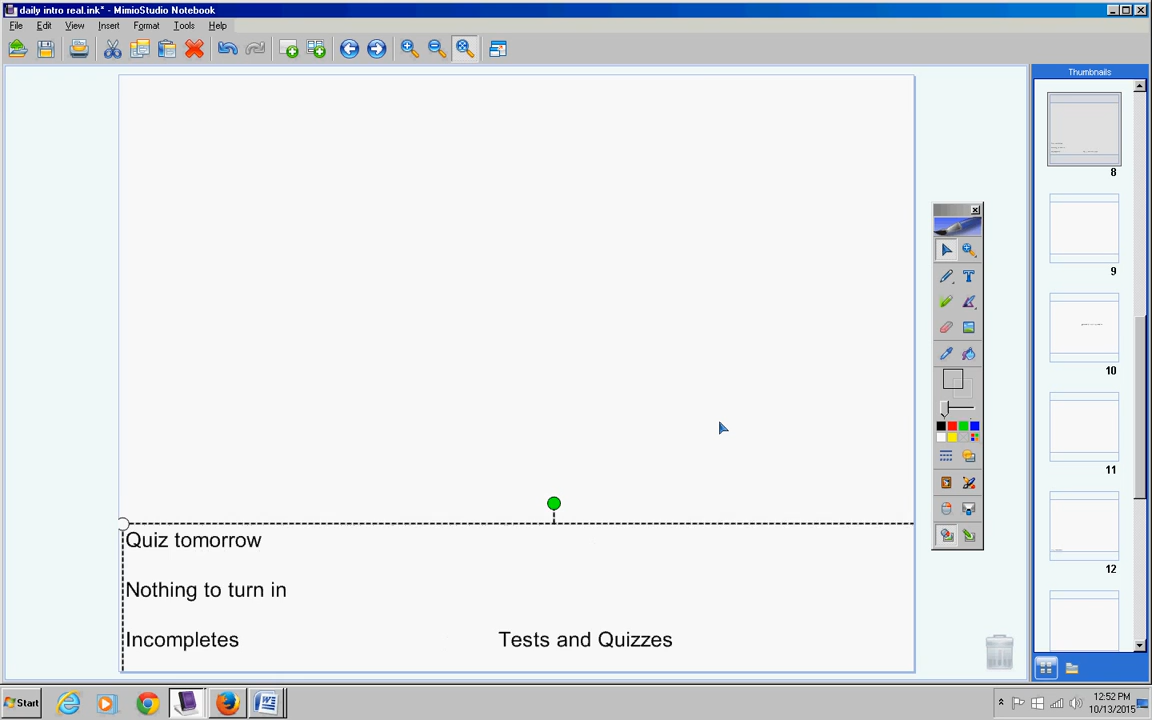 daily intro real.ink* - MimioStudio Notebook
File Edit View Insert Format Tools Help
Thumbnails
8
9
10
11
12
Quiz tomorrow
Nothing to turn in
Incompletes Tests and Quizzes
Start
12:52 PM
10/13/2015